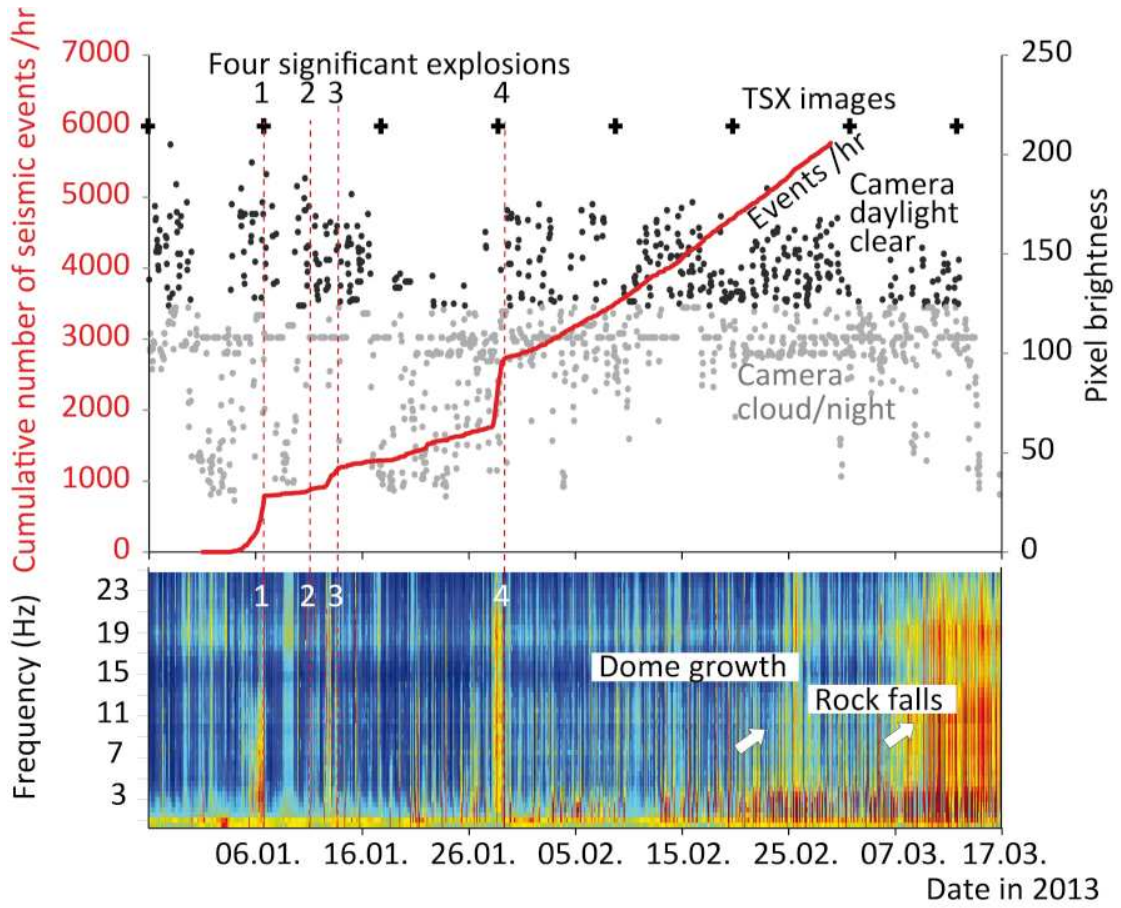 Cumulative number of seismic events /hr
7000
6000
5000
4000
3000
2000
1000
0
Four significant explosions
1 2 3 4
TSX images
Events /hr
Camera
daylight
clear
Camera
cloud/night
250
200
150
100
50
0
Pixel brightness
Frequency (Hz)
23
19
15
11
7
3
1 2 3 4
Dome growth
Rock falls
06.01. 16.01. 26.01. 05.02. 15.02. 25.02. 07.03. 17.03.
Date in 2013